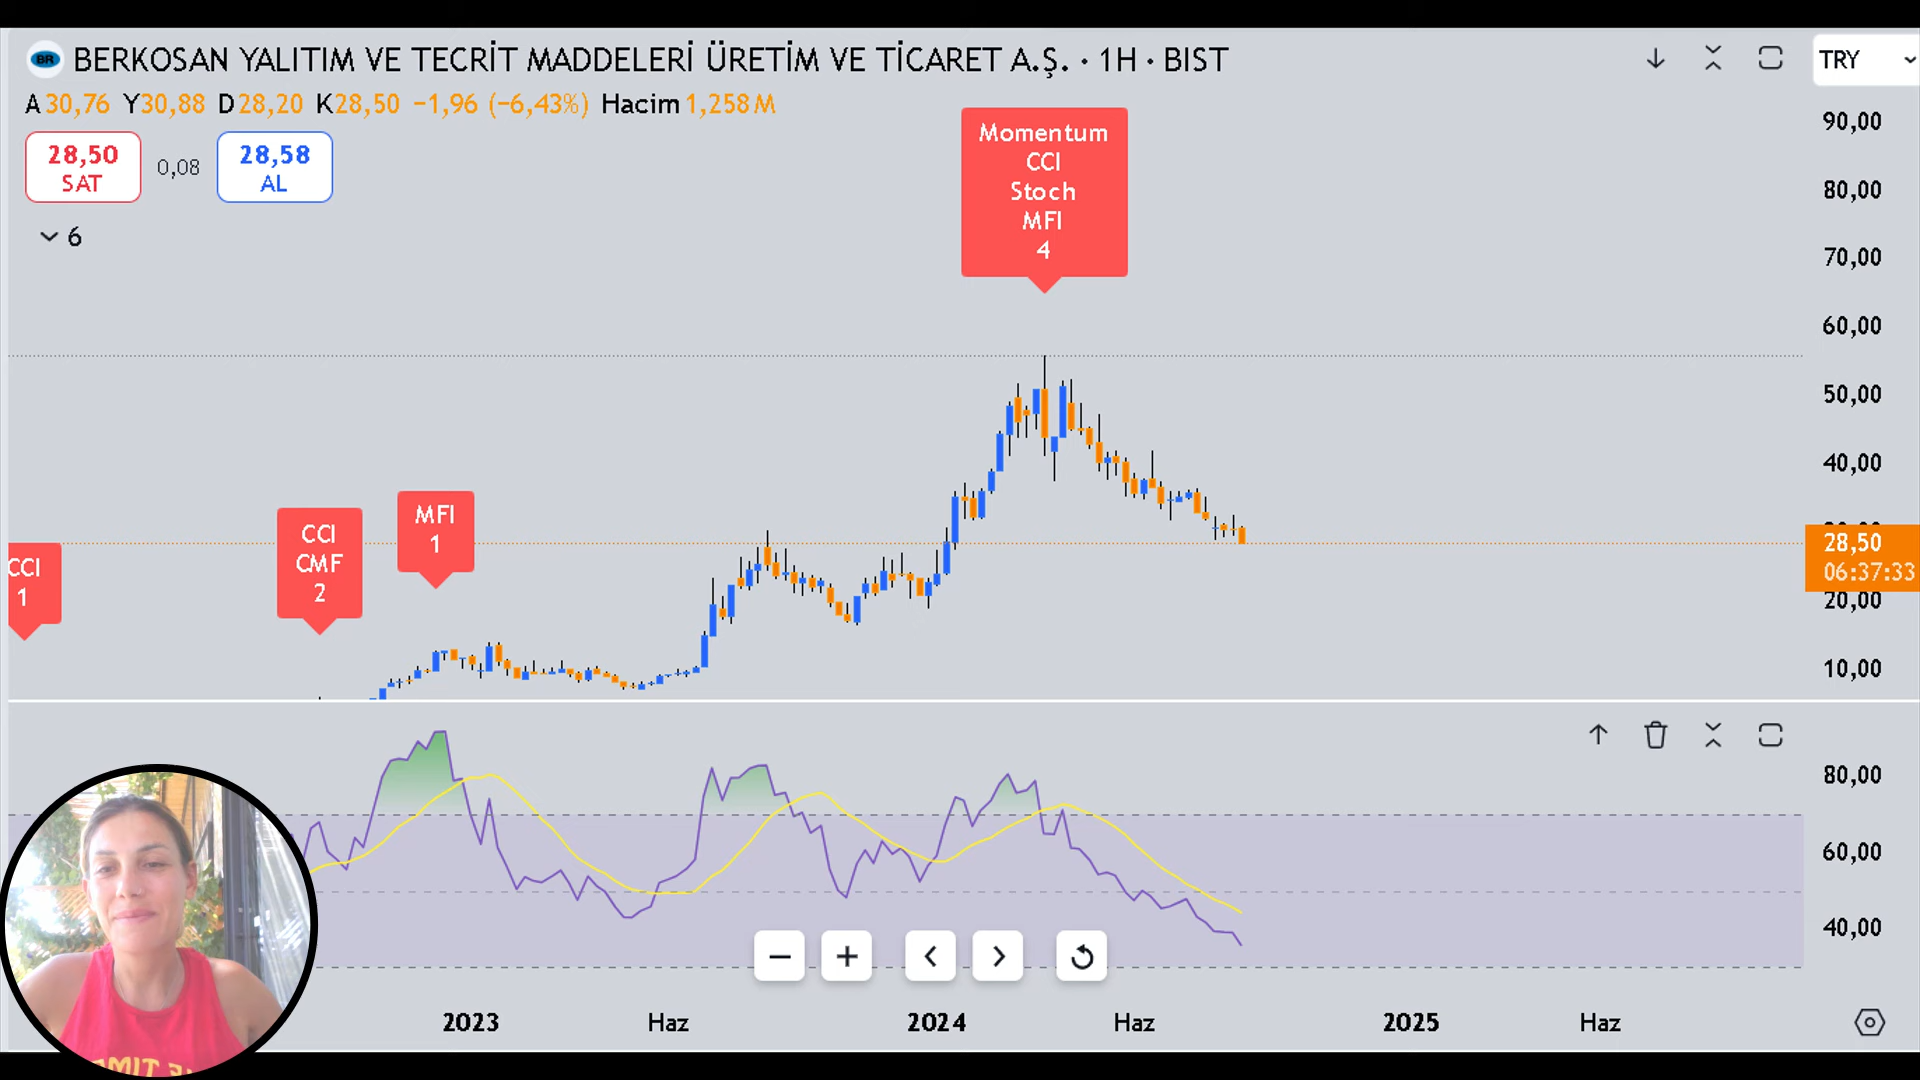 BR BERKOSAN YALITIM VE TECRİT MADDELERİ ÜRETİM VE TİCARET A.Ş. · 1H · BIST
TRY
A30,76 Y30,88 D28,20 K28,50 −1,96 (−6,43%) Hacim1,258M
28,50
SAT
0,08
28,58
AL
6
Momentum
CCI
Stoch
MFI
4
MFI
1
CCI
CMF
2
CCI
1
90,00
80,00
70,00
60,00
50,00
40,00
28,50
06:37:33
20,00
10,00
80,00
60,00
40,00
2023
Haz
2024
Haz
2025
Haz